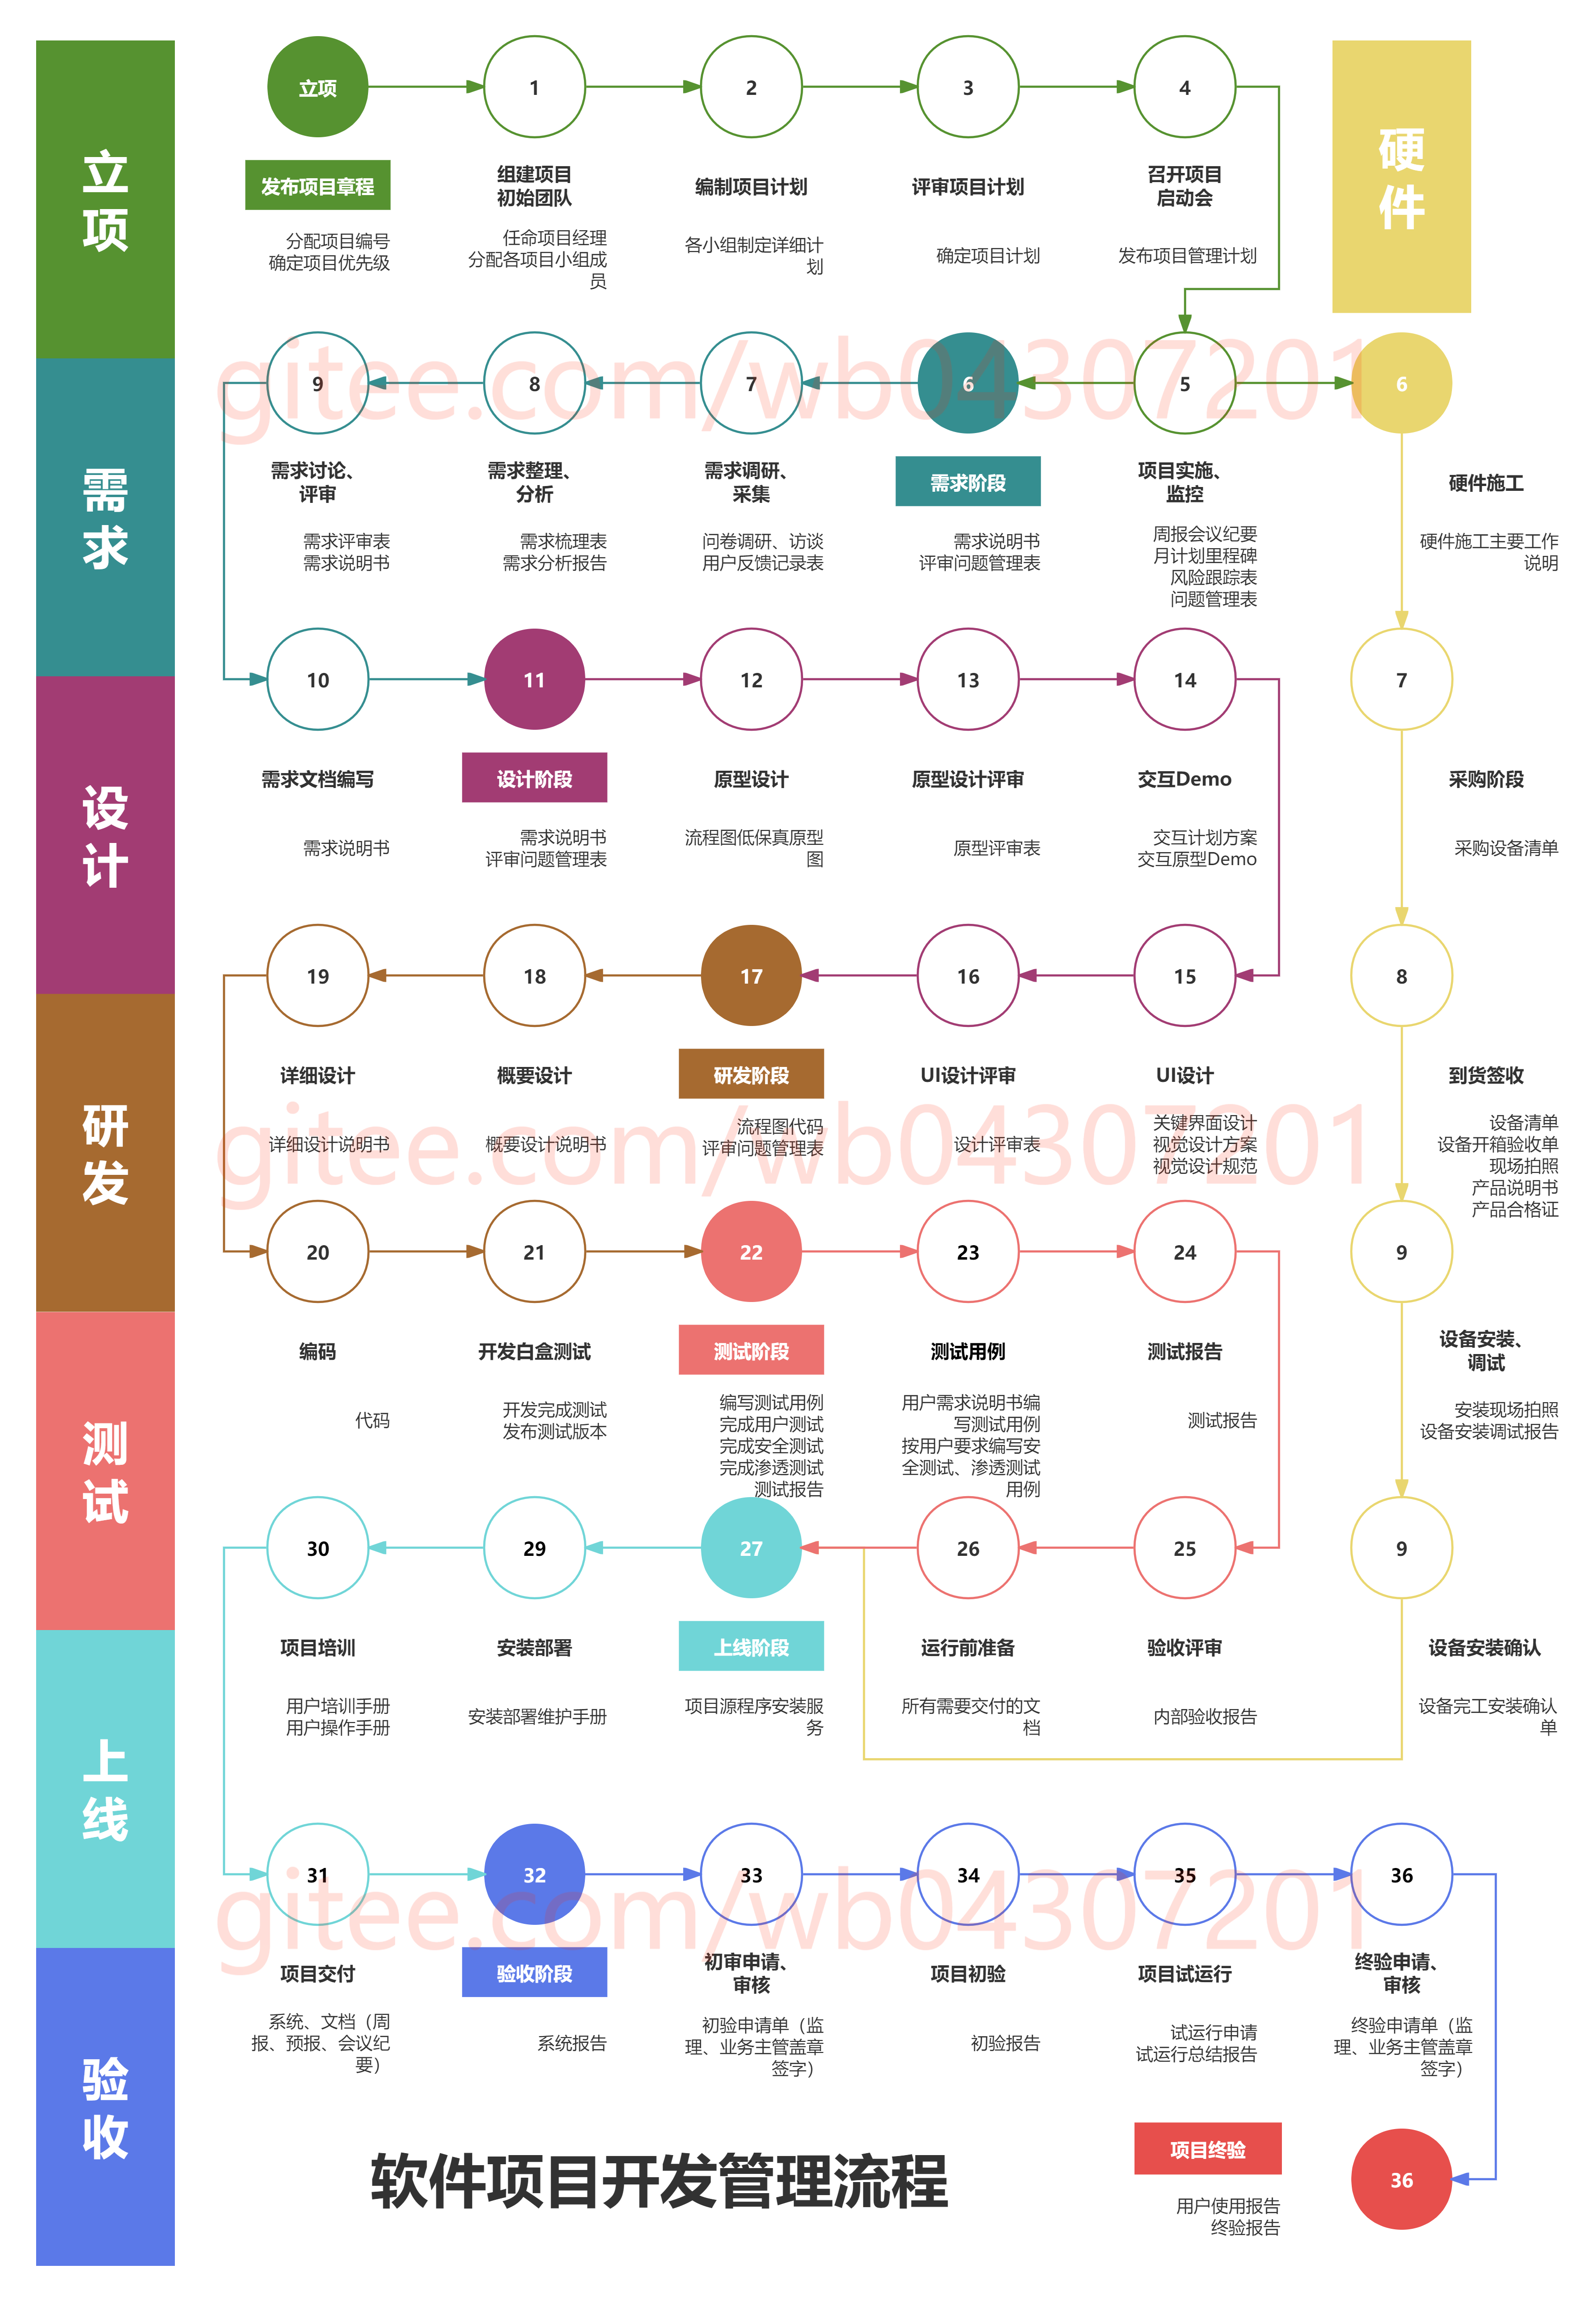 立
项
需
求
设
计
研
发
测
试
上
线
验
收
硬
件
立项
1
2
3
4
发布项目章程
组建项目
初始团队
编制项目计划
评审项目计划
召开项目
启动会
分配项目编号
确定项目优先级
任命项目经理
分配各项目小组成
员
各小组制定详细计
划
确定项目计划
发布项目管理计划
gitee.com/wb04307201
9
8
7
6
5
6
需求讨论、
评审
需求整理、
分析
需求调研、
采集
需求阶段
项目实施、
监控
硬件施工
需求评审表
需求说明书
需求梳理表
需求分析报告
问卷调研、访谈
用户反馈记录表
需求说明书
评审问题管理表
周报会议纪要
月计划里程碑
风险跟踪表
问题管理表
硬件施工主要工作
说明
10
11
12
13
14
7
需求文档编写
设计阶段
原型设计
原型设计评审
交互Demo
采购阶段
需求说明书
需求说明书
评审问题管理表
流程图低保真原型
图
原型评审表
交互计划方案
交互原型Demo
采购设备清单
19
18
17
16
15
8
详细设计
概要设计
研发阶段
UI设计评审
UI设计
到货签收
gitee.com/wb04307201
详细设计说明书
概要设计说明书
流程图代码
评审问题管理表
设计评审表
关键界面设计
视觉设计方案
视觉设计规范
设备清单
设备开箱验收单
现场拍照
产品说明书
产品合格证
20
21
22
23
24
9
编码
开发白盒测试
测试阶段
测试用例
测试报告
设备安装、
调试
代码
开发完成测试
发布测试版本
编写测试用例
完成用户测试
完成安全测试
完成渗透测试
测试报告
用户需求说明书编
写测试用例
按用户要求编写安
全测试、渗透测试
用例
测试报告
安装现场拍照
设备安装调试报告
30
29
27
26
25
9
项目培训
安装部署
上线阶段
运行前准备
验收评审
设备安装确认
用户培训手册
用户操作手册
安装部署维护手册
项目源程序安装服
务
所有需要交付的文
档
内部验收报告
设备完工安装确认
单
31
32
33
34
35
36
gitee.com/wb04307201
项目交付
验收阶段
初审申请、
审核
项目初验
项目试运行
终验申请、
审核
系统、文档（周
报、预报、会议纪
要）
系统报告
初验申请单（监
理、业务主管盖章
签字）
初验报告
试运行申请
试运行总结报告
终验申请单（监
理、业务主管盖章
签字）
软件项目开发管理流程
项目终验
36
用户使用报告
终验报告